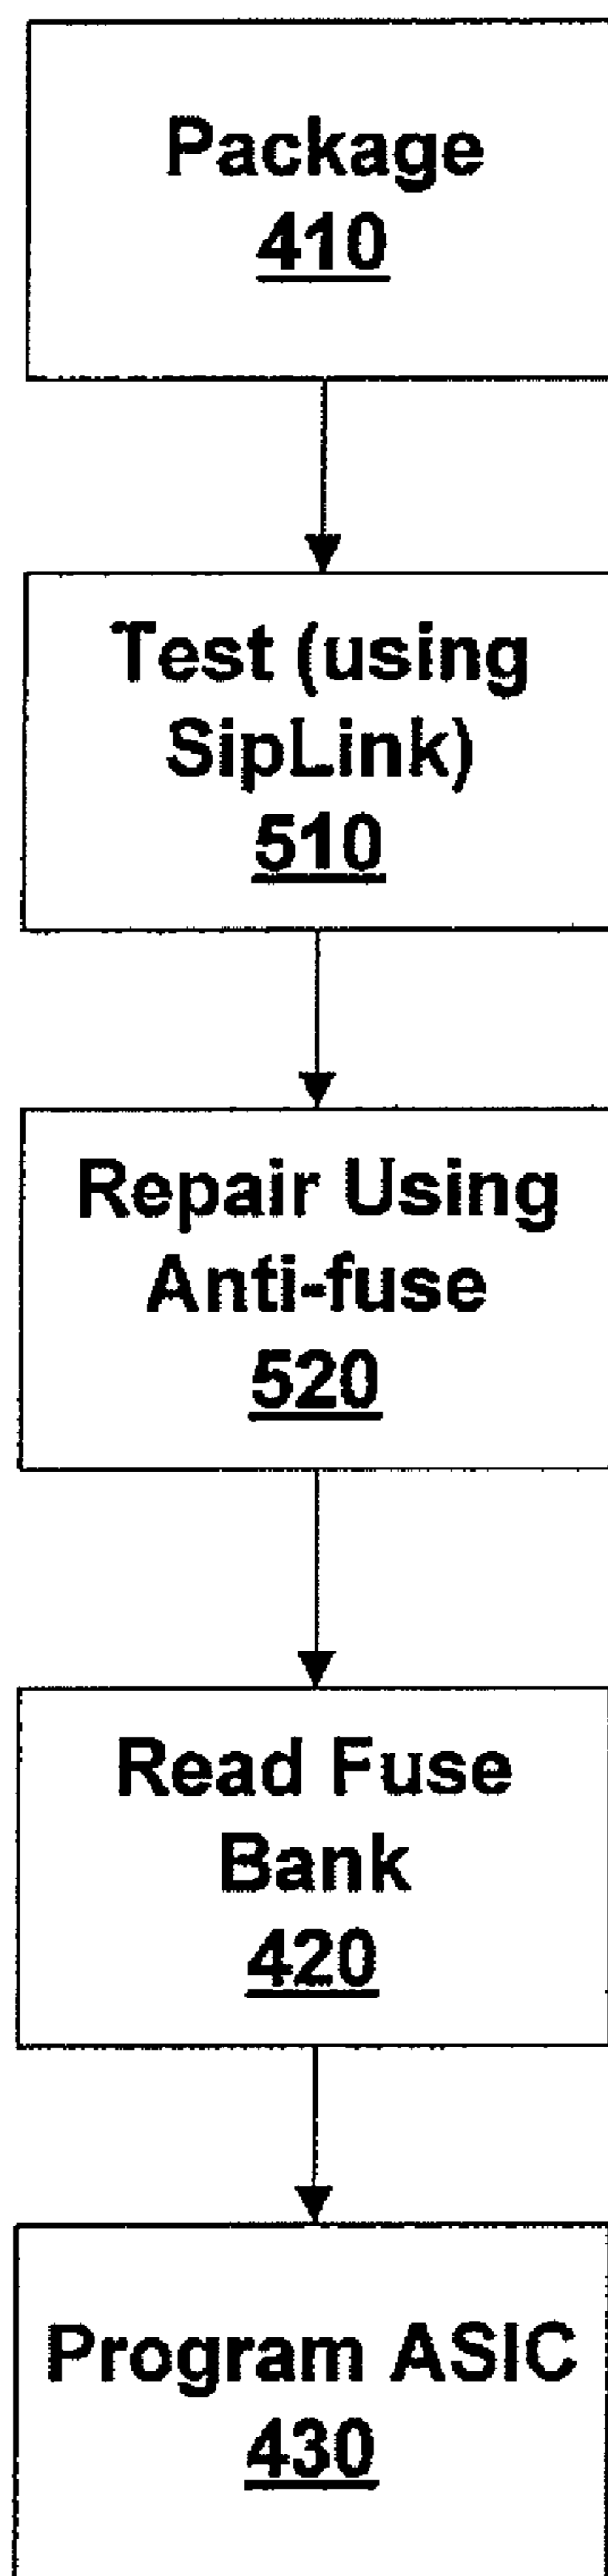 Package
410
Test (using
SipLink)
510
Repair Using
Anti-fuse
520
Read Fuse
Bank
420
Program ASIC
430